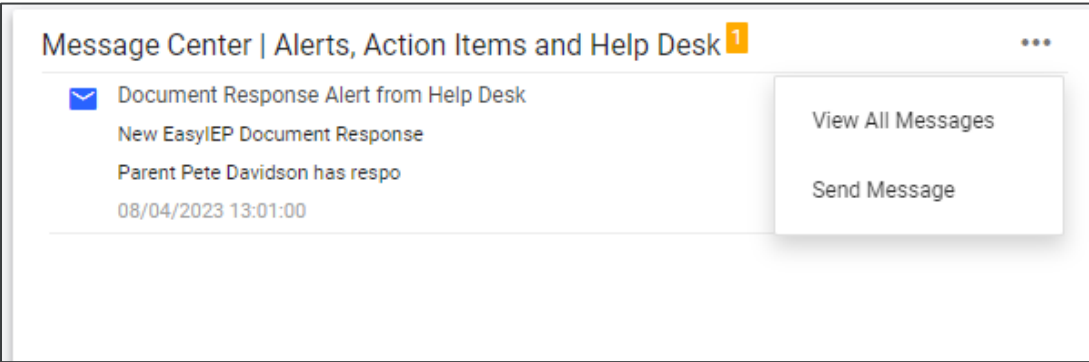 Message Center | Alerts, Action Items and Help Desk 1
Document Response Alert from Help Desk
New EasyIEP Document Response
Parent Pete Davidson has respo
08/04/2023 13:01:00
View All Messages
Send Message